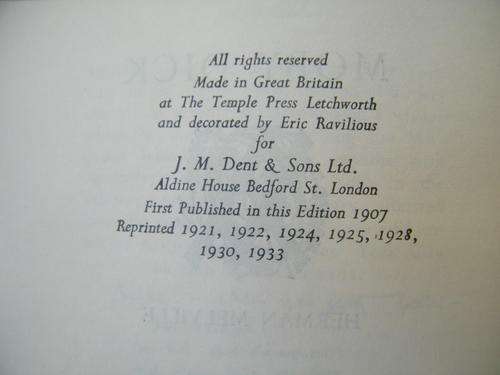 All rights reserved
Made in Great Britain
at The Temple Press Letchworth
and decorated by Eric Ravilious
for
J. M. Dent & Sons Ltd.
Aldine House Bedford St. London
First Published in this Edition 1907
Reprinted 1921, 1922, 1924, 1925, 1928,
1930, 1933